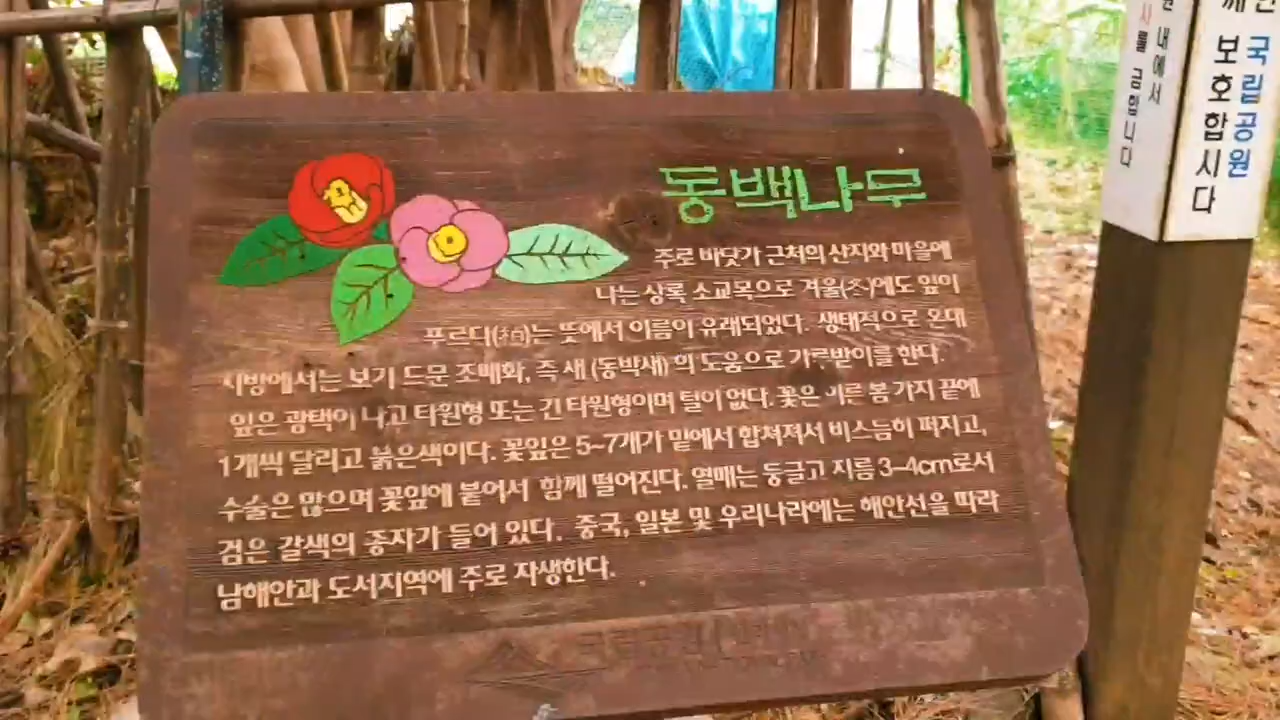 동백나무
주로 바닷가 근처의 산지와 마을에
나는 상록 소교목으로 겨울(冬)에도 잎이
푸르다(栢)는 뜻에서 이름이 유래되었다. 생태적으로 온대
지방에서는 보기 드문 조매화, 즉 새 (동박새) 의 도움으로 가루받이를 한다.
잎은 광택이 나고 타원형 또는 긴 타원형이며 털이 없다. 꽃은 이른 봄 가지 끝에
1개씩 달리고 붉은색이다. 꽃잎은 5~7개가 밑에서 합쳐져서 비스듬히 퍼지고,
수술은 많으며 꽃잎에 붙어서 함께 떨어진다. 열매는 둥글고 지름 3~4cm로서
검은 갈색의 종자가 들어 있다. 중국, 일본 및 우리나라에는 해안선을 따라
남해안과 도서지역에 주로 자생한다.
국립공원
보호합시다
내에서
를 금합니다